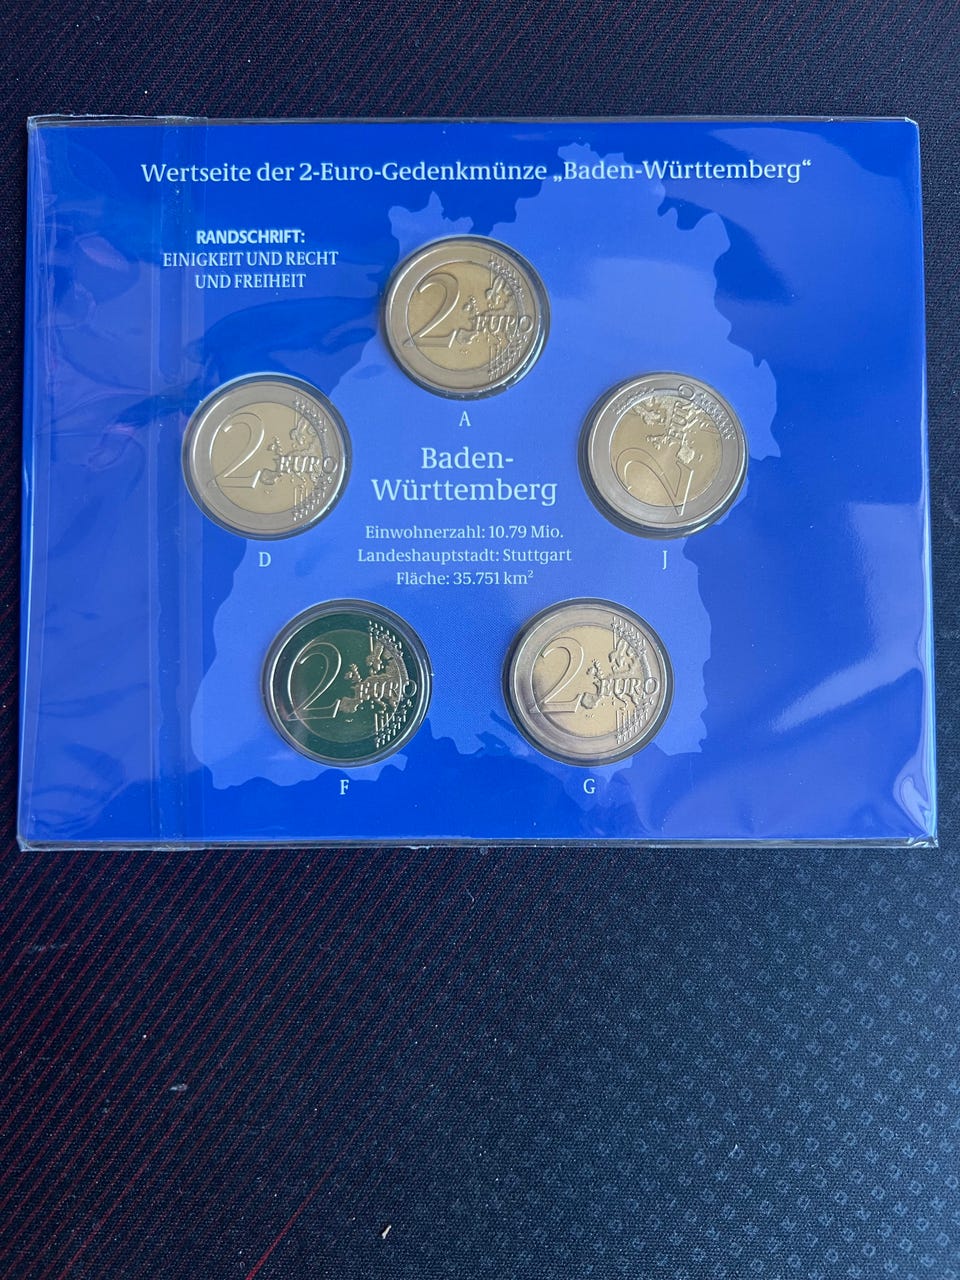 Wertseite der 2-Euro-Gedenkmünze „Baden-Württemberg“
RANDSCHRIFT:
EINIGKEIT UND RECHT
UND FREIHEIT
2 EURO
A
2 EURO
D
2 EURO
J
Baden-
Württemberg
Einwohnerzahl: 10.79 Mio.
Landeshauptstadt: Stuttgart
Fläche: 35.751 km²
2 EURO
F
2 EURO
G